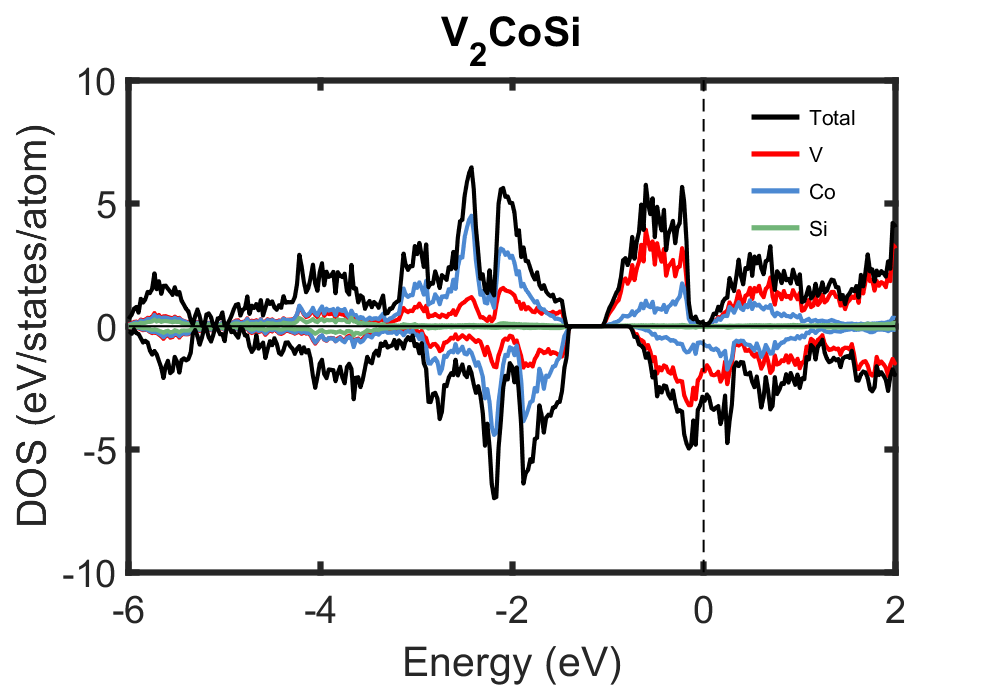 V₂CoSi
10
5
0
-5
-10
DOS (eV/states/atom)
Total
V
Co
Si
-6 -4 -2 0 2
Energy (eV)